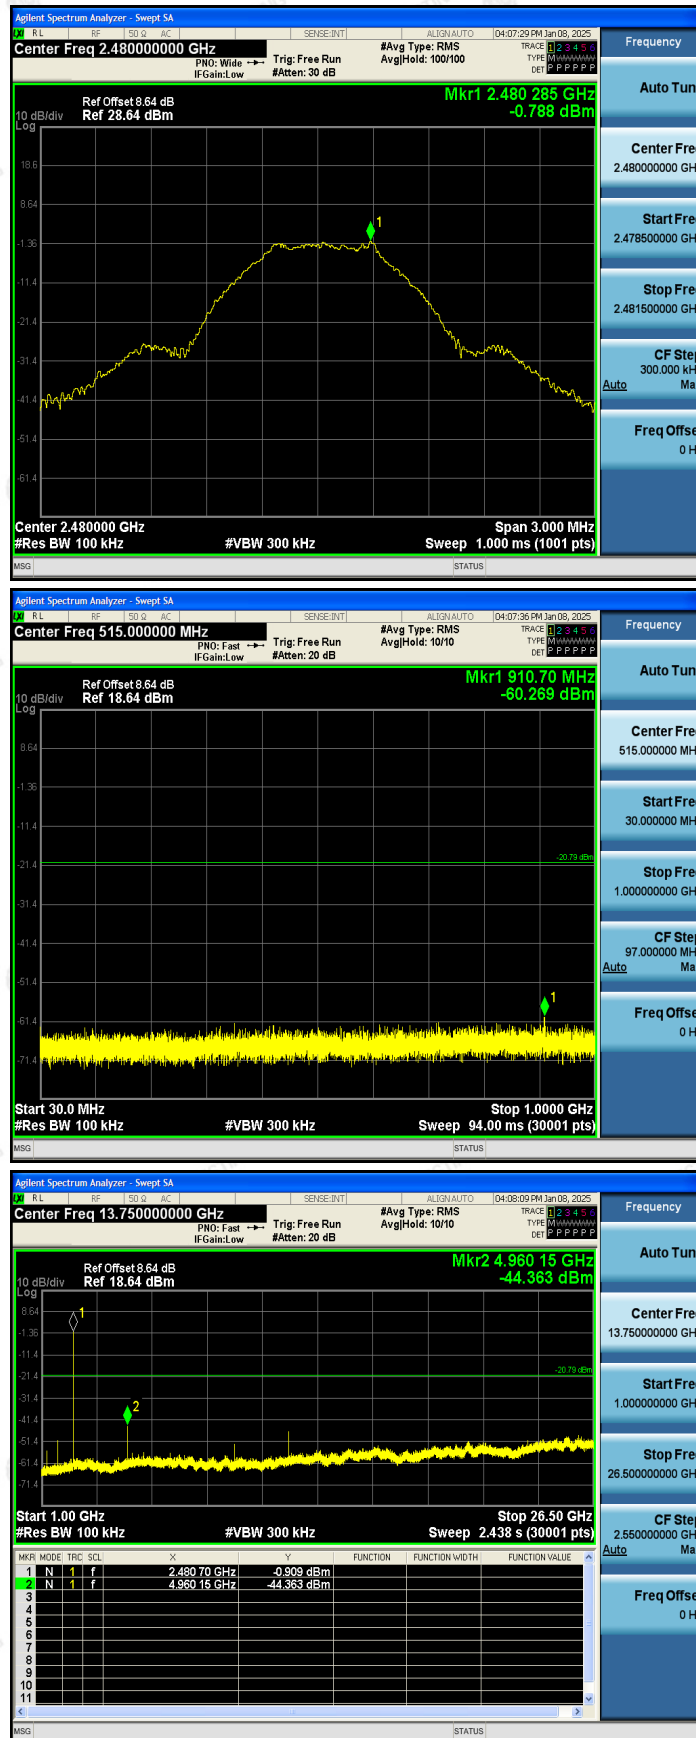 Agilent Spectrum Analyzer - Swept SA
LXI RL RF 50 Ω AC SENSE:INT ALIGN AUTO 04:07:29 PM Jan 08, 2025
Center Freq 2.480000000 GHz
#Avg Type: RMS
TRACE 1 2 3 4 5 6
PNO: Wide Trig: Free Run Avg|Hold: 100/100
TYPE M W W W W W
IFGain:Low #Atten: 30 dB
DET P P P P P P
Frequency
Mkr1 2.480 285 GHz
-0.788 dBm
Ref Offset 8.64 dB
10 dB/div Ref 28.64 dBm
Log
18.6
8.64
-1.36
-11.4
-21.4
-31.4
-41.4
-51.4
-61.4
1
Center 2.480000 GHz Span 3.000 MHz
#Res BW 100 kHz #VBW 300 kHz Sweep 1.000 ms (1001 pts)
MSG STATUS
Auto Tun
Center Fre
2.480000000 GH
Start Fre
2.478500000 GH
Stop Fre
2.481500000 GH
CF Ste
300.000 kH
Auto Ma
Freq Offse
0 H
Agilent Spectrum Analyzer - Swept SA
LXI RL RF 50 Ω AC SENSE:INT ALIGN AUTO 04:07:36 PM Jan 08, 2025
Center Freq 515.000000 MHz
#Avg Type: RMS
TRACE 1 2 3 4 5 6
PNO: Fast Trig: Free Run Avg|Hold: 10/10
TYPE M W W W W W
IFGain:Low #Atten: 20 dB
DET P P P P P P
Frequency
Mkr1 910.70 MHz
-60.269 dBm
Ref Offset 8.64 dB
10 dB/div Ref 18.64 dBm
Log
8.64
-1.36
-11.4
-21.4
-31.4
-41.4
-51.4
-61.4
-71.4
-20.79 dBm
1
Start 30.0 MHz Stop 1.0000 GHz
#Res BW 100 kHz #VBW 300 kHz Sweep 94.00 ms (30001 pts)
MSG STATUS
Auto Tun
Center Fre
515.000000 MH
Start Fre
30.000000 MH
Stop Fre
1.000000000 GH
CF Ste
97.000000 MH
Auto Ma
Freq Offse
0 H
Agilent Spectrum Analyzer - Swept SA
LXI RL RF 50 Ω AC SENSE:INT ALIGN AUTO 04:08:09 PM Jan 08, 2025
Center Freq 13.750000000 GHz
#Avg Type: RMS
TRACE 1 2 3 4 5 6
PNO: Fast Trig: Free Run Avg|Hold: 10/10
TYPE M W W W W W
IFGain:Low #Atten: 20 dB
DET P P P P P P
Frequency
Mkr2 4.960 15 GHz
-44.363 dBm
Ref Offset 8.64 dB
10 dB/div Ref 18.64 dBm
Log
8.64
-1.36
-11.4
-21.4
-31.4
-41.4
-51.4
-61.4
-71.4
1
-20.79 dBm
2
Start 1.00 GHz Stop 26.50 GHz
#Res BW 100 kHz #VBW 300 kHz Sweep 2.438 s (30001 pts)
MKR MODE TRC SCL X Y FUNCTION FUNCTION WIDTH FUNCTION VALUE
1 N 1 f 2.480 70 GHz -0.909 dBm
2 N 1 f 4.960 15 GHz -44.363 dBm
3
4
5
6
7
8
9
10
11
MSG STATUS
Auto Tun
Center Fre
13.750000000 GH
Start Fre
1.000000000 GH
Stop Fre
26.500000000 GH
CF Ste
2.550000000 GH
Auto Ma
Freq Offse
0 H